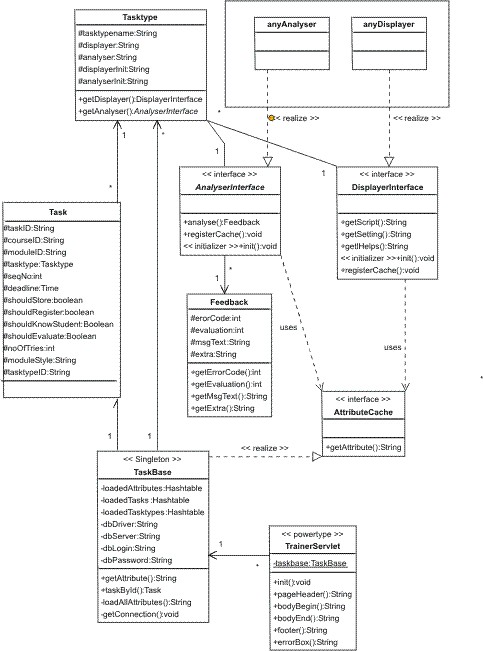 Tasktype
#tasktypename:String
#displayer:String
#analyser:String
#displayerInit:String
#analyserInit:String
+getDisplayer():DisplayerInterface
+getAnalyser():AnalyserInterface
anyAnalyser
anyDisplayer
<< realize >>
<< realize >>
*
1
*
1
1
*
<< interface >>
AnalyserInterface
+analyse():Feedback
+registerCache():void
<< initializer >>+init():void
<< interface >>
DisplayerInterface
+getScript():String
+getSetting():String
+getHelps():String
<< initializer >>+init():void
+registerCache():void
Task
#taskID:String
#courseID:String
#moduleID:String
#tasktype:Tasktype
#seqNo:int
#deadline:Time
#shouldStore:boolean
#shouldRegister:boolean
#shouldKnowStudent:Boolean
#shouldEvaluate:Boolean
#noOfTries:int
#moduleStyle:String
#tasktypeID:String
1
*
Feedback
#erorCode:int
#evaluation:int
#msgText:String
#extra:String
+getErrorCode():int
+getEvaluation():int
+getMsgText():String
+getExtra():String
uses
uses
*
<< interface >>
AttributeCache
+getAttribute():String
1
1
<< realize >>
<< Singleton >>
TaskBase
-loadedAttributes:Hashtable
-loadedTasks :Hashtable
-loadedTasktypes:Hashtable
-dbDriver:String
-dbServer:String
-dbLogin:String
-dbPassword:String
+getAttribute():String
+taskById():Task
-loadAllAttributes():String
-getConnection():void
1
*
<< powertype >>
TrainerServlet
-taskbase:TaskBase
+init():void
+pageHeader():String
+bodyBegin():String
+bodyEnd():String
+footer():String
+errorBox():String